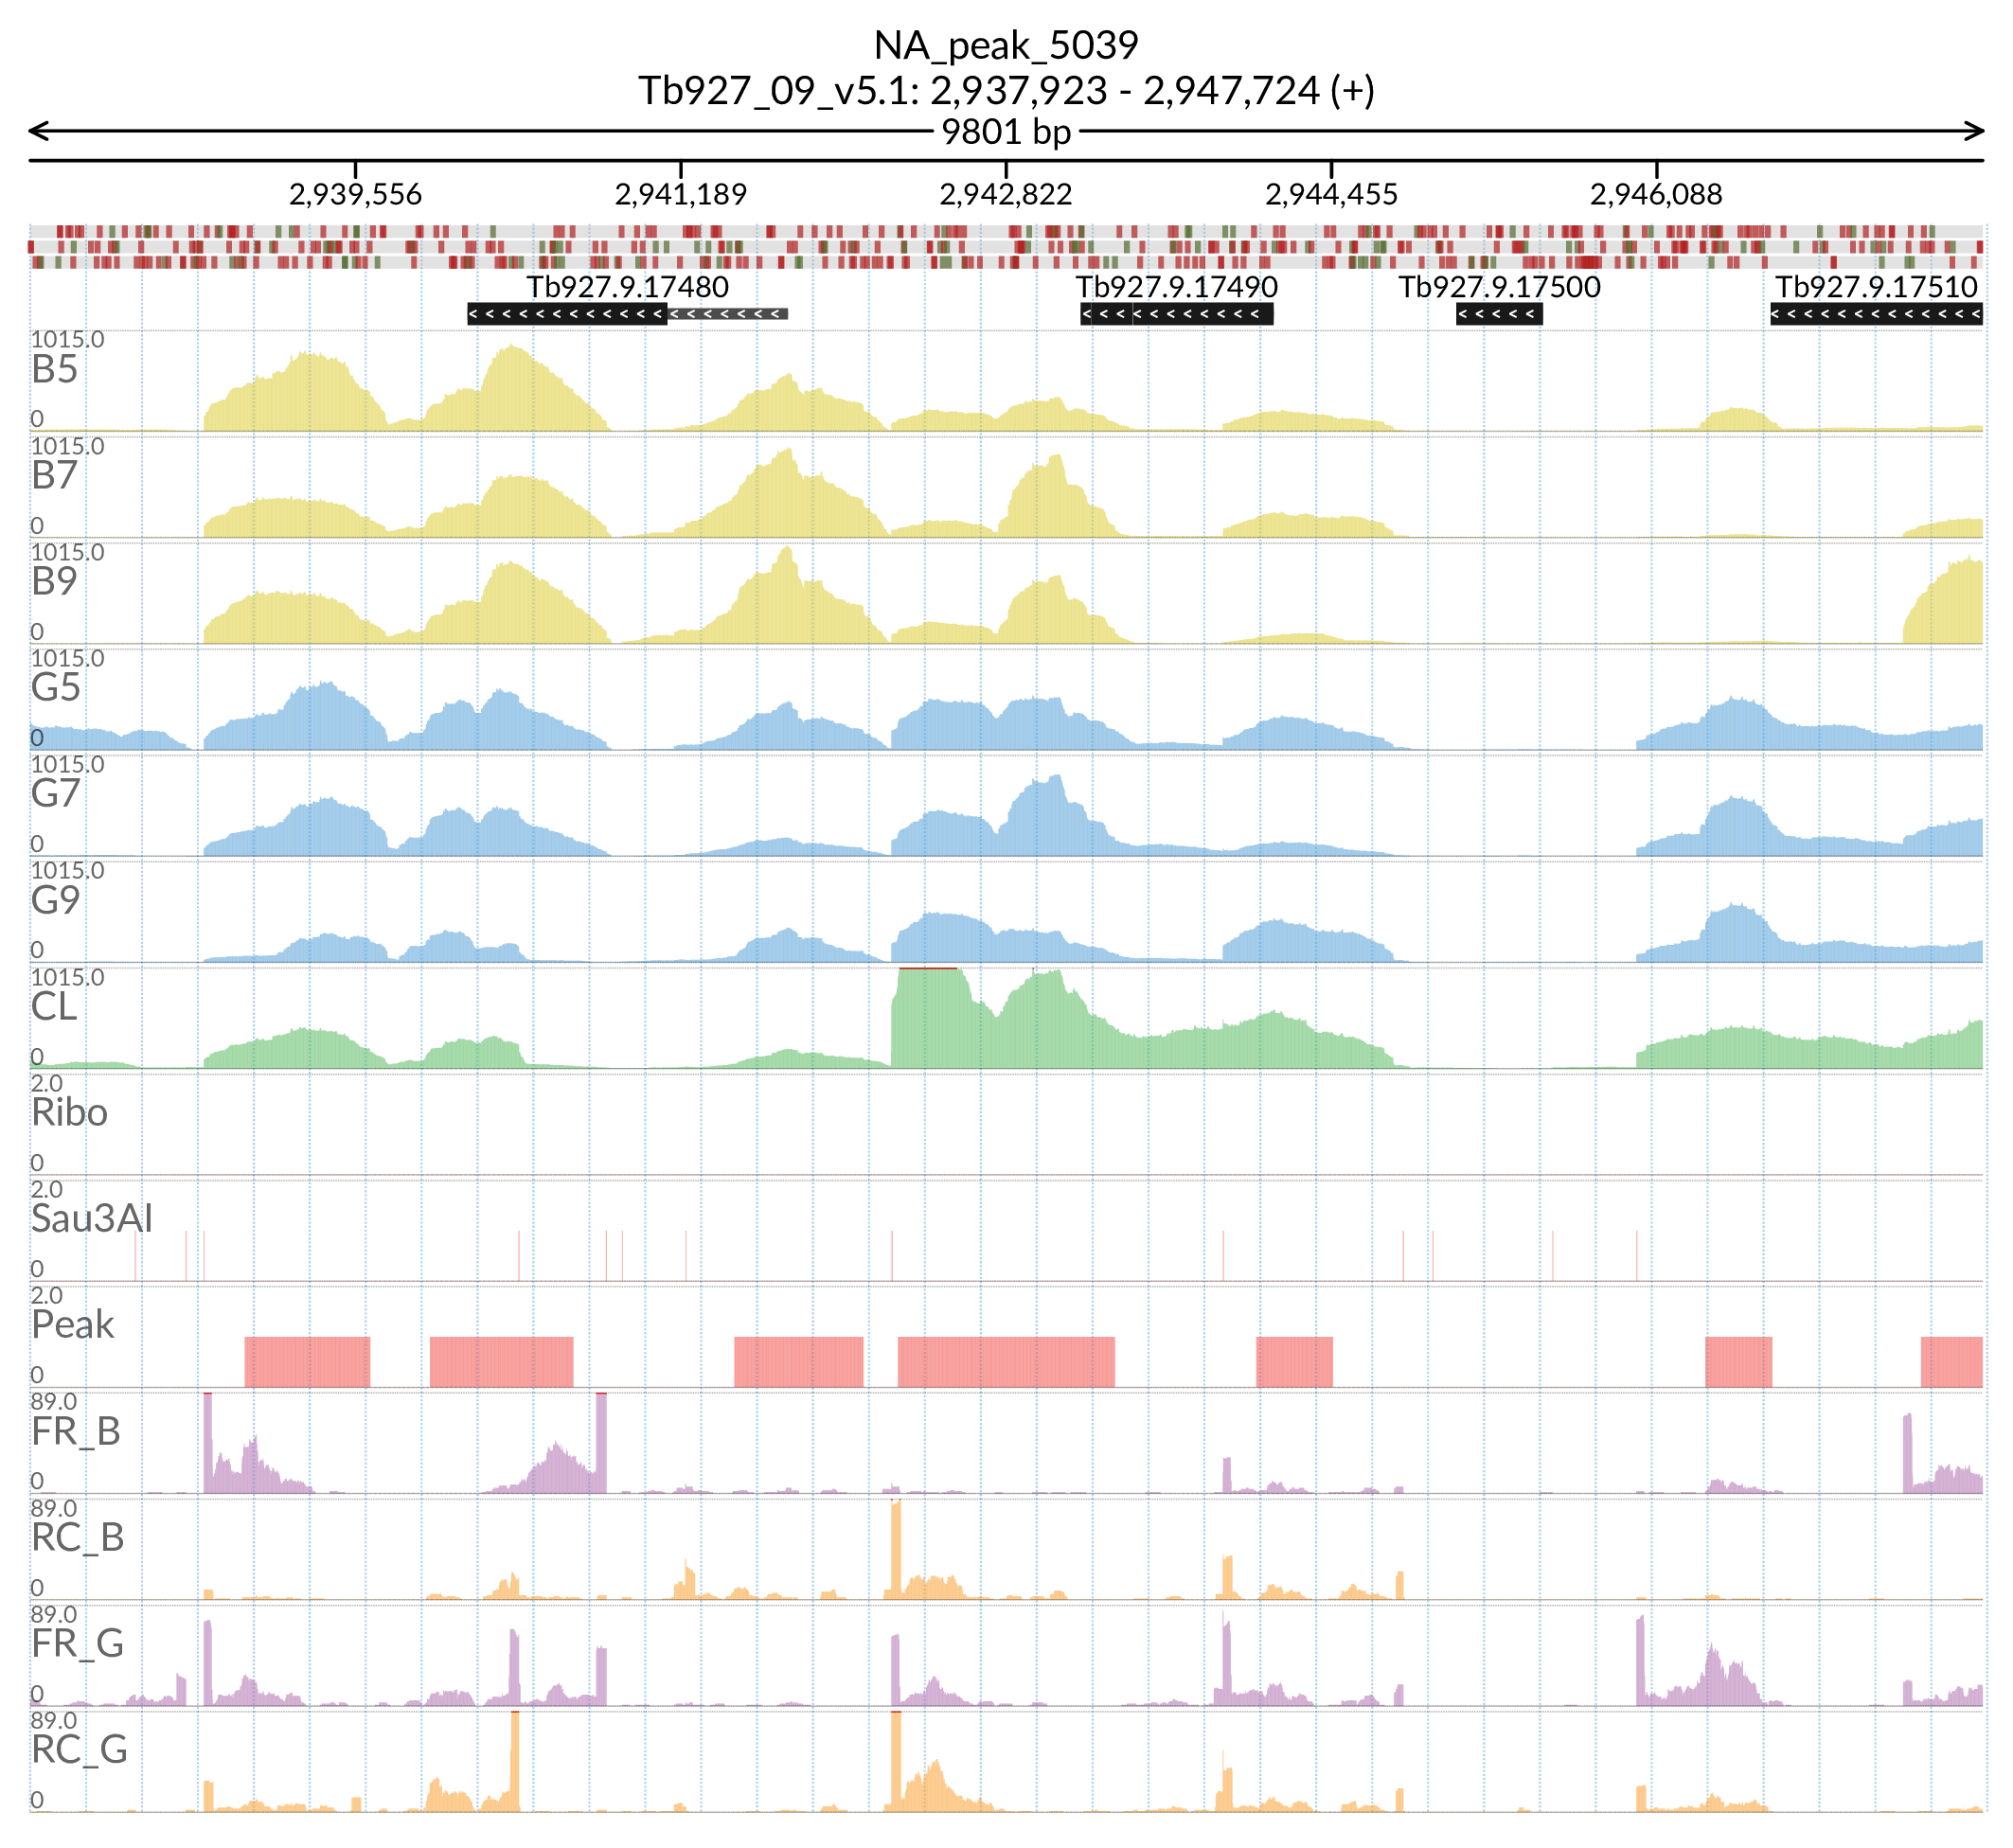 NA_peak_5039
Tb927_09_v5.1: 2,937,923 - 2,947,724 (+)
9801 bp
2,939,556 2,941,189 2,942,822 2,944,455 2,946,088
Tb927.9.17480 Tb927.9.17490 Tb927.9.17500 Tb927.9.17510
1015.0
B5
0
1015.0
B7
0
1015.0
B9
0
1015.0
G5
0
1015.0
G7
0
1015.0
G9
0
1015.0
CL
0
2.0
Ribo
0
2.0
Sau3AI
0
2.0
Peak
0
89.0
FR_B
0
89.0
RC_B
0
89.0
FR_G
0
89.0
RC_G
0